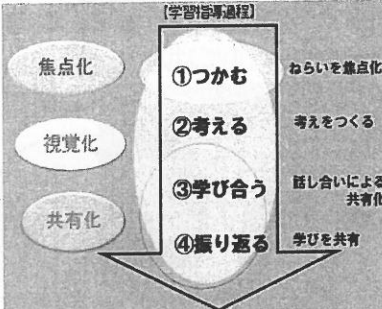 【学習指導過程】
焦点化
視覚化
共有化
①つかむ
②考える
③学び合う
④振り返る
ねらいを焦点化
考えをつくる
話し合いによる
共有化
学びを共有